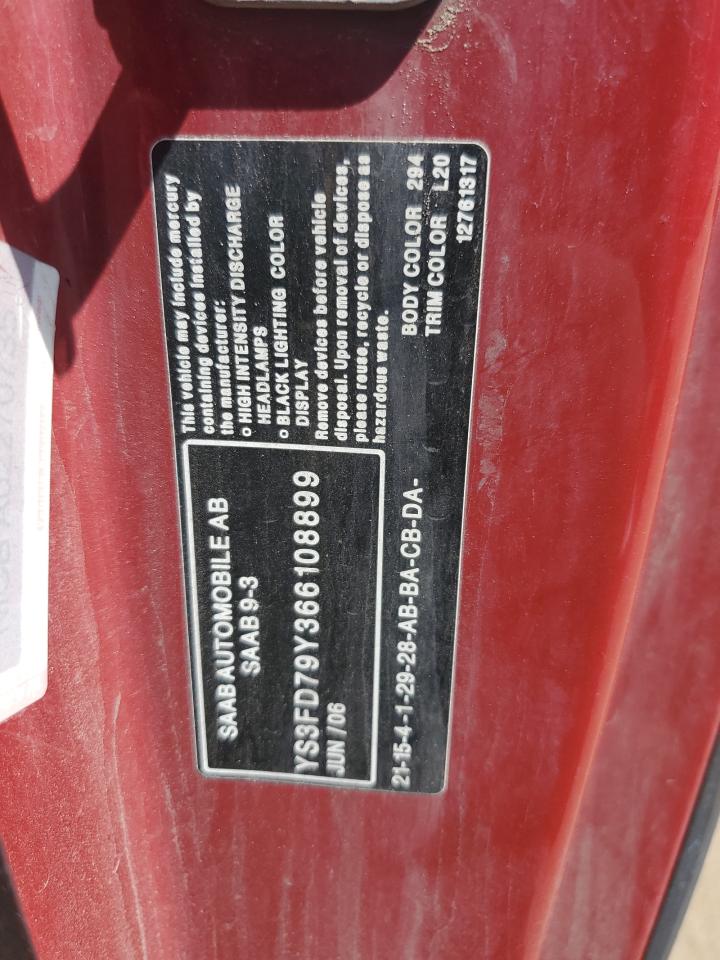 SAAB AUTOMOBILE AB
SAAB 9-3
YS3FD79Y366108899
JUN / 06
This vehicle may include mercury
containing devices installed by
the manufacturer:
o HIGH INTENSITY DISCHARGE
HEADLAMPS
o BLACK LIGHTING COLOR
DISPLAY
Remove devices before vehicle
disposal. Upon removal of devices,
please reuse, recycle or dispose as
hazardous waste.
21-15-4-1-29-28-AB-BA-CB-DA-
BODY COLOR 294
TRIM COLOR L20
12761317